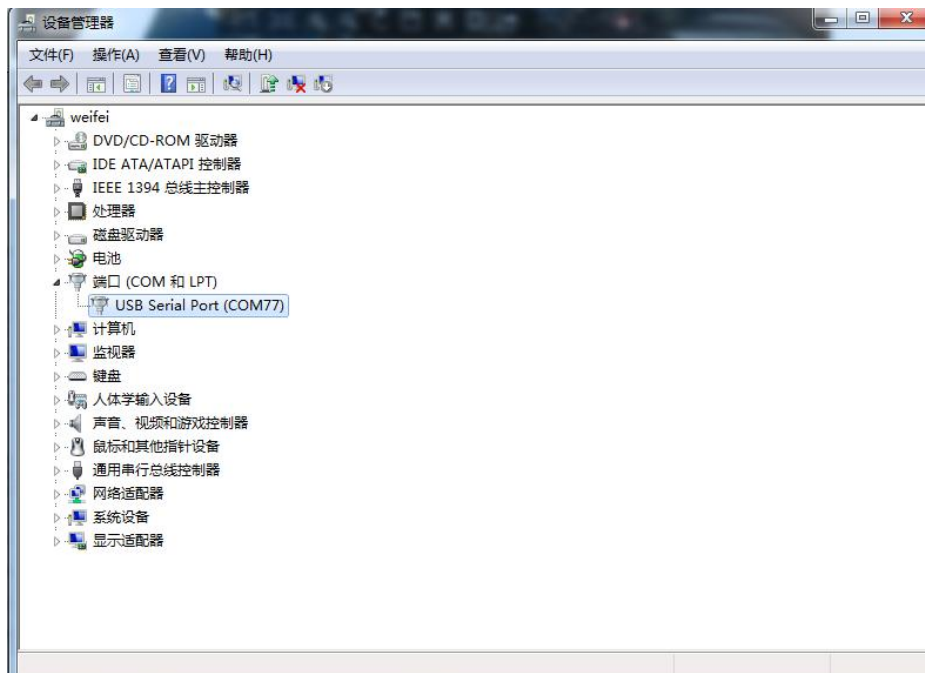 设备管理器
文件(F) 操作(A) 查看(V) 帮助(H)
weifei
DVD/CD-ROM 驱动器
IDE ATA/ATAPI 控制器
IEEE 1394 总线主控制器
处理器
磁盘驱动器
电池
端口 (COM 和 LPT)
USB Serial Port (COM77)
计算机
监视器
键盘
人体学输入设备
声音、视频和游戏控制器
鼠标和其他指针设备
通用串行总线控制器
网络适配器
系统设备
显示适配器